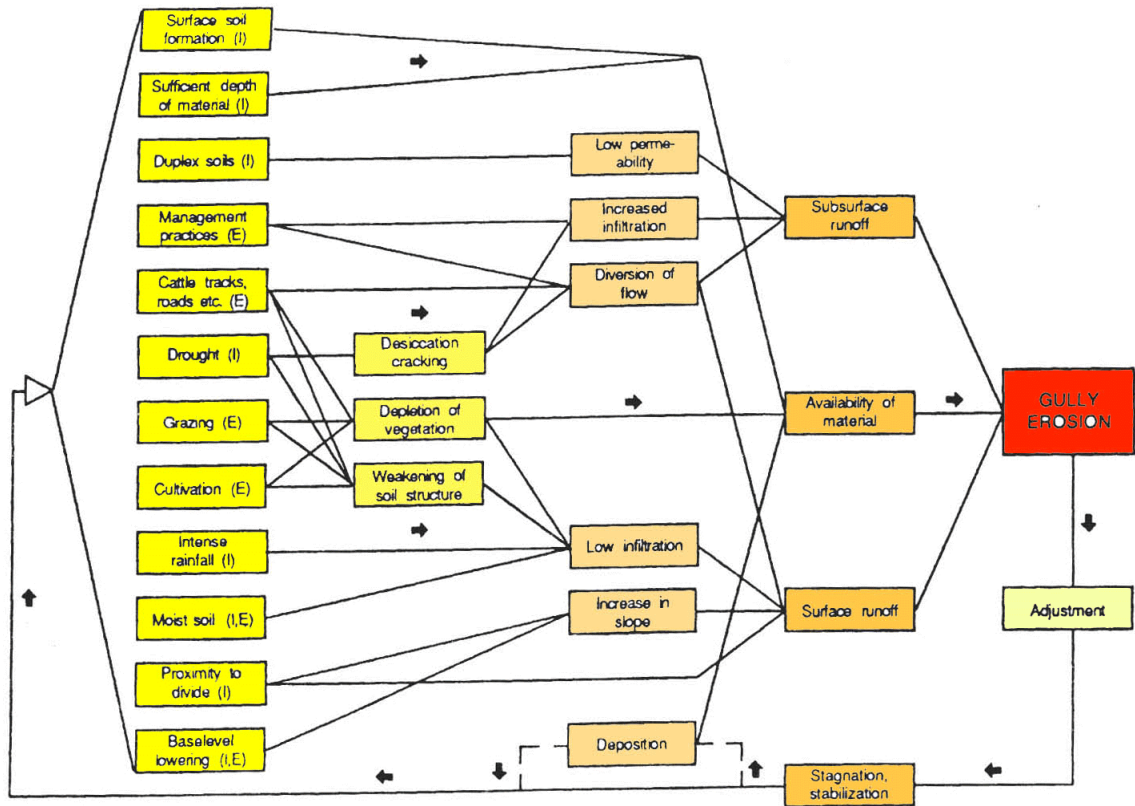 Surface soil
formation (I)
Sufficient depth
of material (I)
Duplex soils (I)
Management
practices (E)
Cattle tracks,
roads etc. (E)
Drought (I)
Grazing (E)
Cultivation (E)
Intense
rainfall (I)
Moist soil (I,E)
Proximity to
divide (I)
Baselevel
lowering (I,E)
Desiccation
cracking
Depletion of
vegetation
Weakening of
soil structure
Low perme-
ability
Increased
infiltration
Diversion of
flow
Low infiltration
Increase in
slope
Deposition
Subsurface
runoff
Availability of
material
Surface runoff
Stagnation,
stabilization
GULLY
EROSION
Adjustment